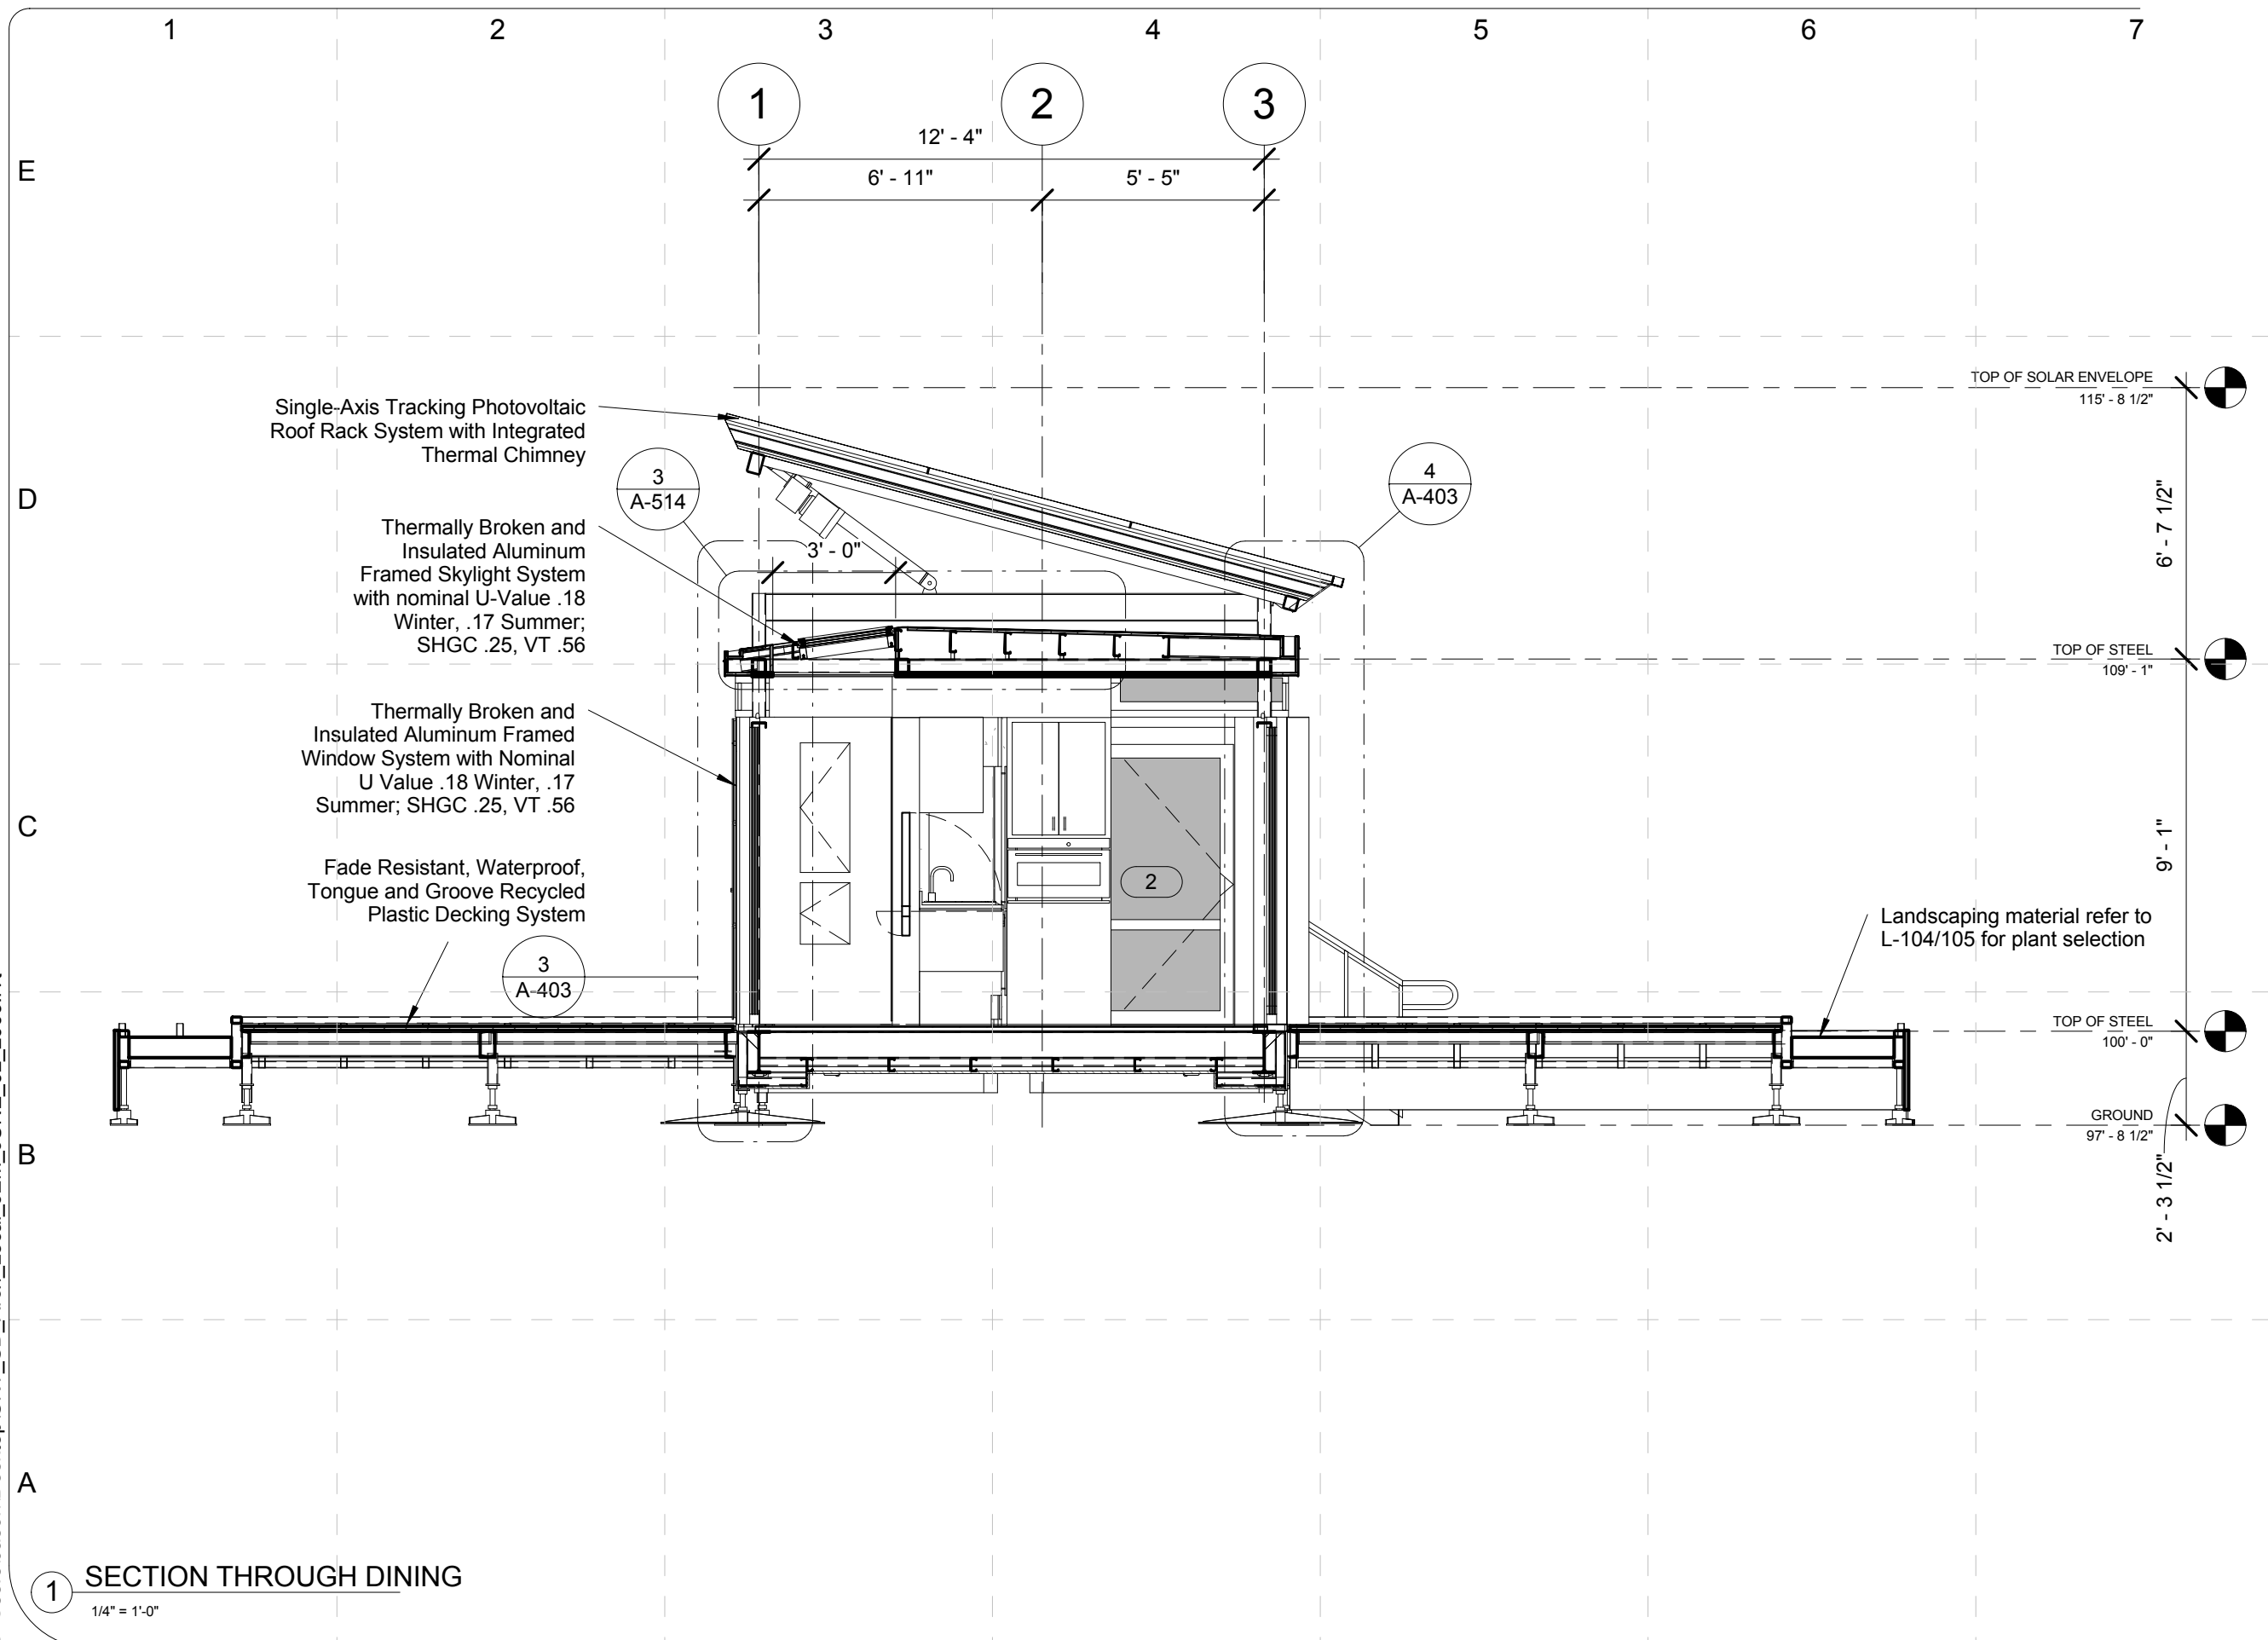 1 2 3 4 5 6 7
1 2 3
12' - 4"
E
6' - 11" 5' - 5"
TOP OF SOLAR ENVELOPE
115' - 8 1/2"
Single-Axis Tracking Photovoltaic
Roof Rack System with Integrated
Thermal Chimney
3
A-514
4
A-403
D
6' - 7 1/2"
Thermally Broken and
Insulated Aluminum
Framed Skylight System
with nominal U-Value .18
Winter, .17 Summer;
SHGC .25, VT .56
3' - 0"
TOP OF STEEL
109' - 1"
Thermally Broken and
Insulated Aluminum Framed
Window System with Nominal
U Value .18 Winter, .17
Summer; SHGC .25, VT .56
C
9' - 1"
Fade Resistant, Waterproof,
Tongue and Groove Recycled
Plastic Decking System
2
Landscaping material refer to
L-104/105 for plant selection
3
A-403
TOP OF STEEL
100' - 0"
GROUND
97' - 8 1/2"
B
2' - 3 1/2"
A
1 SECTION THROUGH DINING
1/4" = 1'-0"